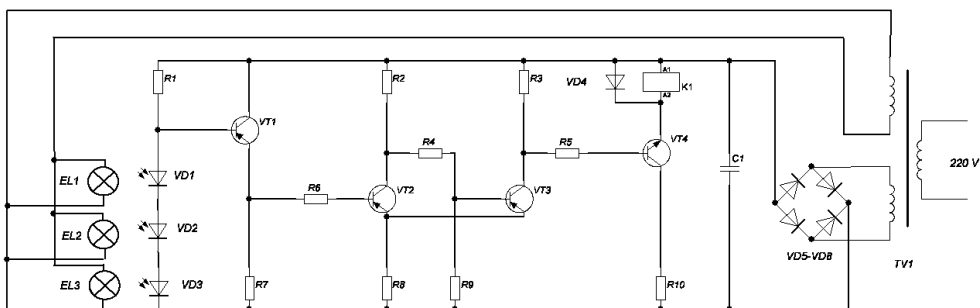 R1
R2
R3
VD4
A1
K1
A2
VT1
VT4
R4
R5
C1
220 V
EL1
VD1
R6
VT2
VT3
EL2
VD2
VD5-VD8
TV1
EL3
VD3
R7
R8
R9
R10